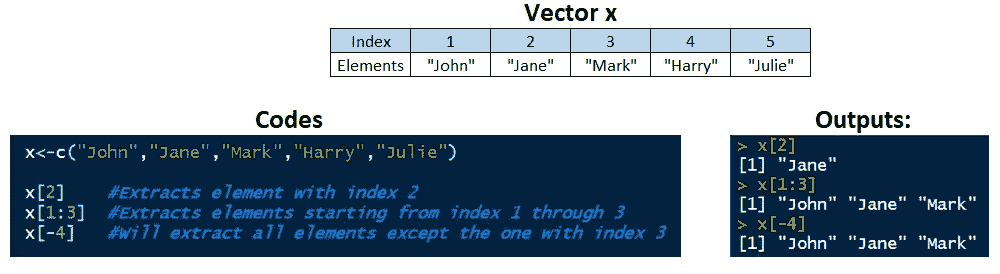 Vector x
Index 1 2 3 4 5
Elements "John" "Jane" "Mark" "Harry" "Julie"
Codes
x<-c("John","Jane","Mark","Harry","Julie")
x[2] #Extracts element with index 2
x[1:3] #Extracts elements starting from index 1 through 3
x[-4] #Will extract all elements except the one with index 3
Outputs:
> x[2]
[1] "Jane"
> x[1:3]
[1] "John" "Jane" "Mark"
> x[-4]
[1] "John" "Jane" "Mark"